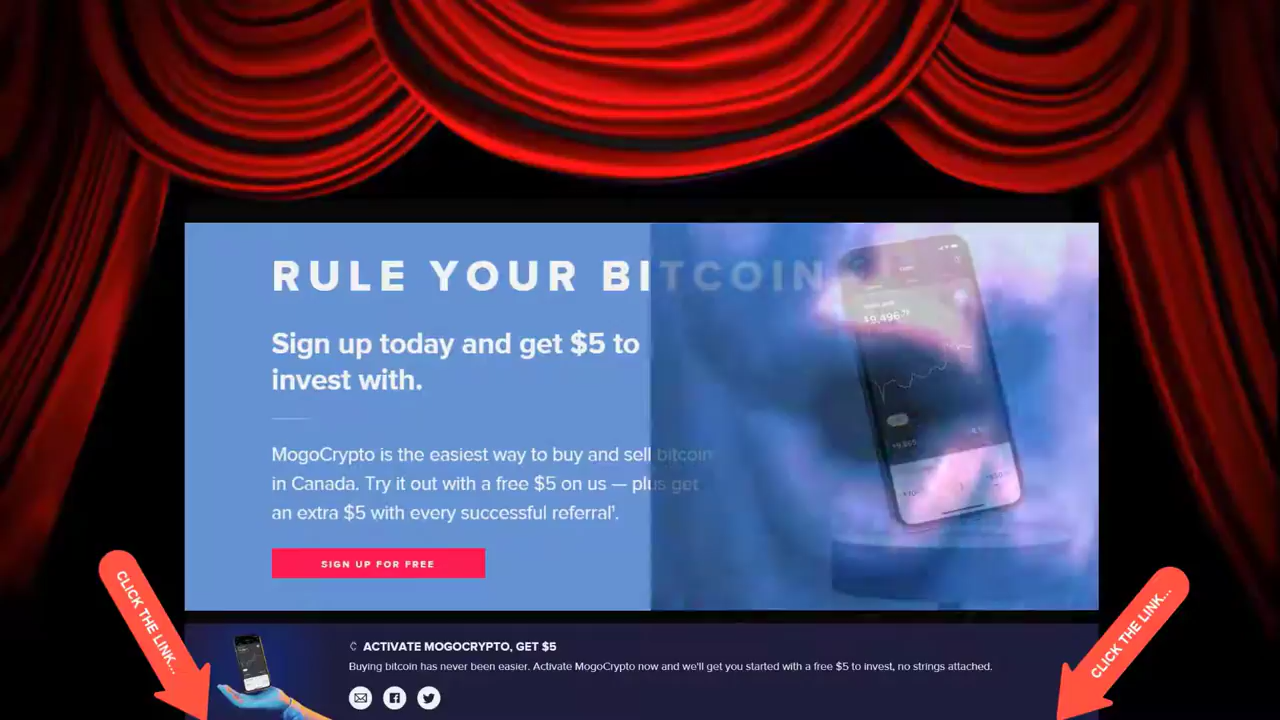 RULE YOUR BITCOIN
Sign up today and get $5 to
invest with.
MogoCrypto is the easiest way to buy and sell bitcoin
in Canada. Try it out with a free $5 on us — plus get
an extra $5 with every successful referral¹.
SIGN UP FOR FREE
CLICK THE LINK...
CLICK THE LINK...
ACTIVATE MOGOCRYPTO, GET $5
Buying bitcoin has never been easier. Activate MogoCrypto now and we'll get you started with a free $5 to invest, no strings attached.